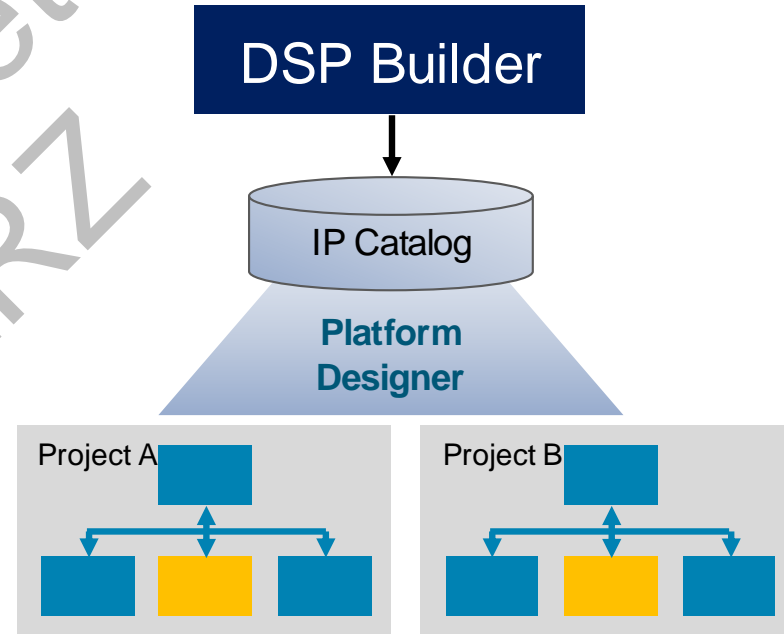 DSP Builder
IP Catalog
Platform
Designer
Project A
Project B